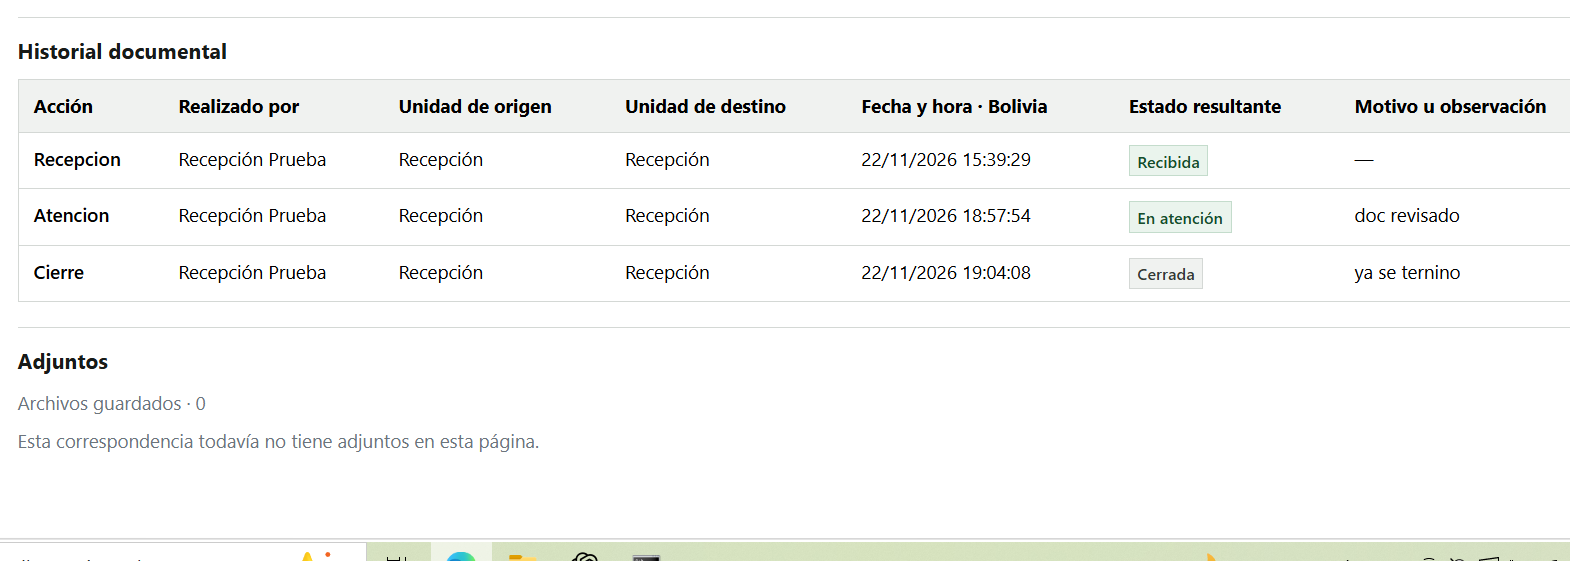 Historial documental
Acción Realizado por Unidad de origen Unidad de destino Fecha y hora · Bolivia Estado resultante Motivo u observación
Recepcion Recepción Prueba Recepción Recepción 22/11/2026 15:39:29 Recibida —
Atencion Recepción Prueba Recepción Recepción 22/11/2026 18:57:54 En atención doc revisado
Cierre Recepción Prueba Recepción Recepción 22/11/2026 19:04:08 Cerrada ya se ternino
Adjuntos
Archivos guardados · 0
Esta correspondencia todavía no tiene adjuntos en esta página.